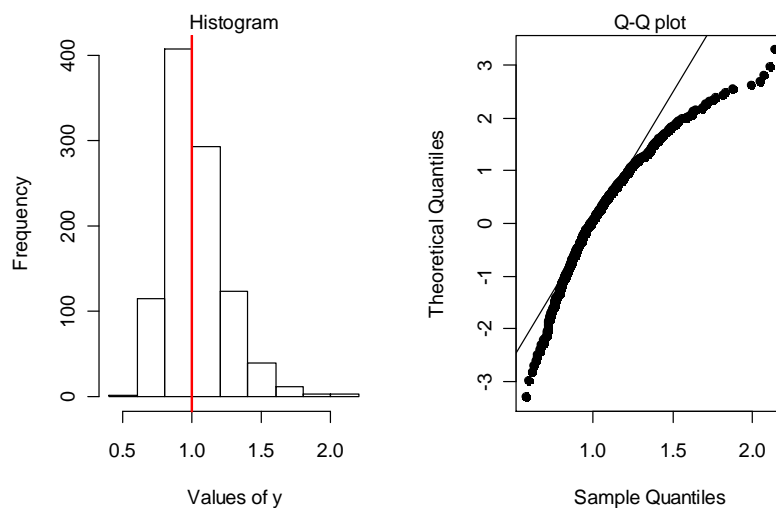 Histogram
Frequency
400
300
200
100
0
0.5 1.0 1.5 2.0
Values of y
Q-Q plot
Theoretical Quantiles
3
2
1
0
-1
-2
-3
1.0 1.5 2.0
Sample Quantiles